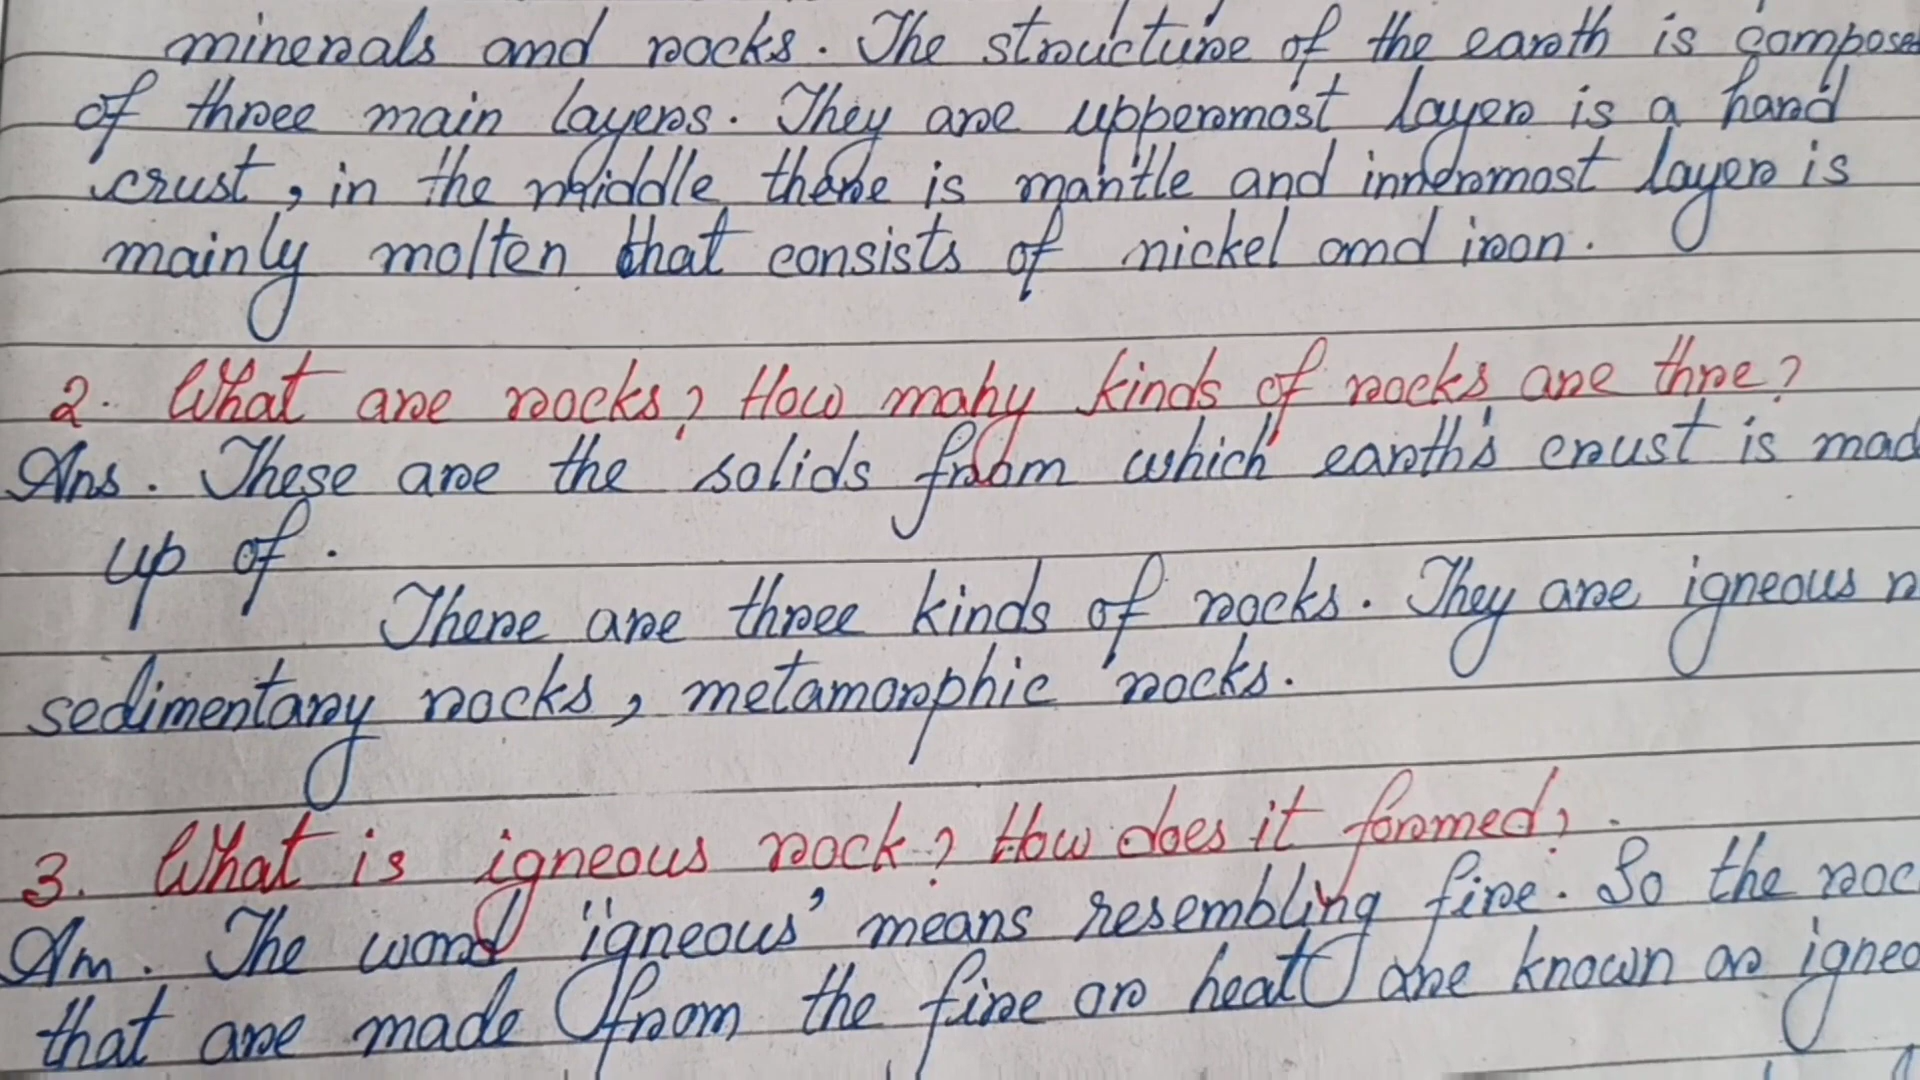 minerals and rocks. The structure of the earth is compose
of three main layers. They are uppermost layer is a hard
crust, in the middle there is mantle and innermost layer is
mainly molten that consists of nickel and iron.
2. What are rocks? How many kinds of rocks are thre?
Ans. These are the solids from which earth's crust is mad
up of.
There are three kinds of rocks. They are igneous r
sedimentary rocks, metamorphic rocks.
3. What is igneous rock? How does it formed?
An. The word "igneous' means resembling fire. So the roc
that are made from the fire or heat are known as igneo